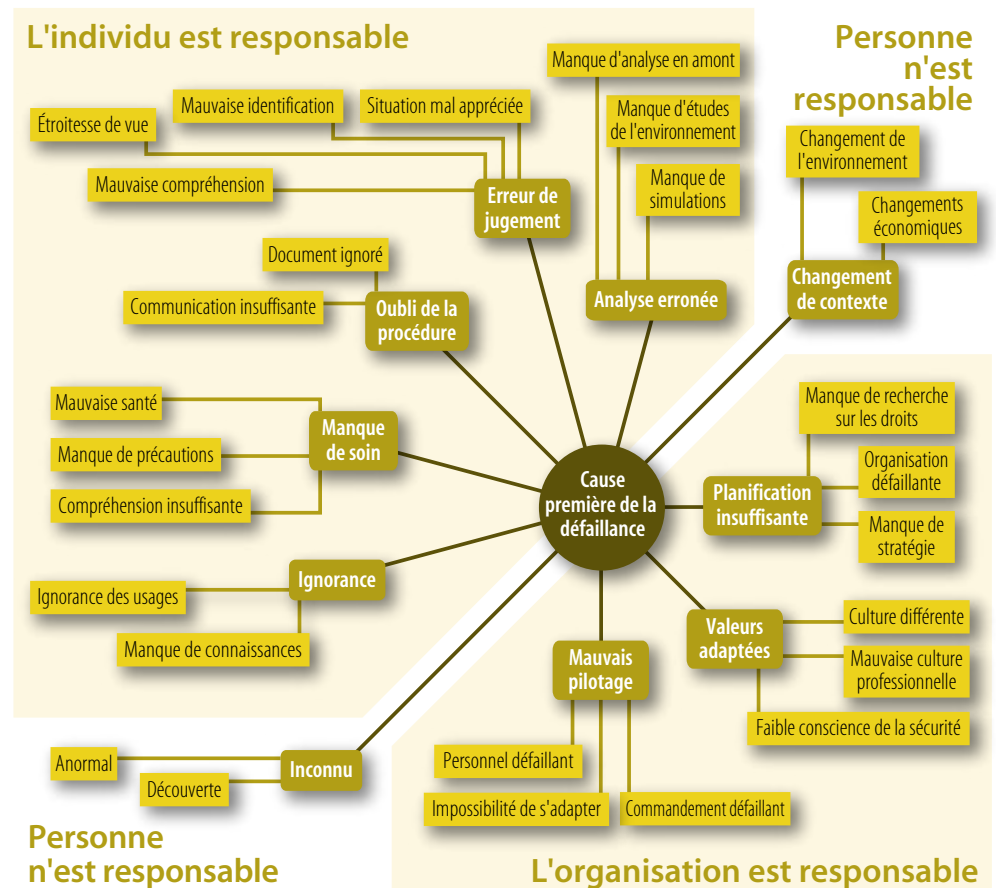 L'individu est responsable
Personne
n'est
responsable
Manque d'analyse en amont
Mauvaise identification
Situation mal appréciée
Étroitesse de vue
Manque d'études
de l'environnement
Changement de
l'environnement
Mauvaise compréhension
Erreur de
jugement
Manque de
simulations
Changements
économiques
Document ignoré
Communication insuffisante
Oubli de la
procédure
Analyse erronée
Changement
de contexte
Mauvaise santé
Manque de précautions
Compréhension insuffisante
Manque
de soin
Cause
première de la
défaillance
Planification
insuffisante
Manque de recherche
sur les droits
Organisation
défaillante
Manque de
stratégie
Ignorance
Ignorance des usages
Manque de connaissances
Mauvais
pilotage
Valeurs
adaptées
Culture différente
Mauvaise culture
professionnelle
Faible conscience de la sécurité
Anormal
Découverte
Inconnu
Personnel défaillant
Impossibilité de s'adapter
Commandement défaillant
Personne
n'est responsable
L'organisation est responsable